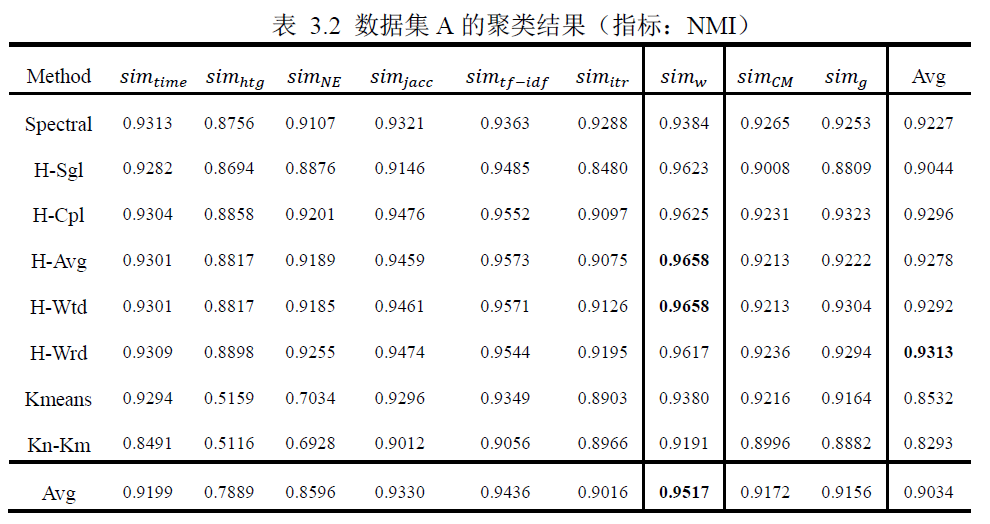 表 3.2 数据集 A 的聚类结果（指标：NMI）
Method sim_time sim_htg sim_NE sim_jacc sim_tf−idf sim_itr sim_w sim_CM sim_g Avg
Spectral 0.9313 0.8756 0.9107 0.9321 0.9363 0.9288 0.9384 0.9265 0.9253 0.9227
H-Sgl 0.9282 0.8694 0.8876 0.9146 0.9485 0.8480 0.9623 0.9008 0.8809 0.9044
H-Cpl 0.9304 0.8858 0.9201 0.9476 0.9552 0.9097 0.9625 0.9231 0.9323 0.9296
H-Avg 0.9301 0.8817 0.9189 0.9459 0.9573 0.9075 0.9658 0.9213 0.9222 0.9278
H-Wtd 0.9301 0.8817 0.9185 0.9461 0.9571 0.9126 0.9658 0.9213 0.9304 0.9292
H-Wrd 0.9309 0.8898 0.9255 0.9474 0.9544 0.9195 0.9617 0.9236 0.9294 0.9313
Kmeans 0.9294 0.5159 0.7034 0.9296 0.9349 0.8903 0.9380 0.9216 0.9164 0.8532
Kn-Km 0.8491 0.5116 0.6928 0.9012 0.9056 0.8966 0.9191 0.8996 0.8882 0.8293
Avg 0.9199 0.7889 0.8596 0.9330 0.9436 0.9016 0.9517 0.9172 0.9156 0.9034